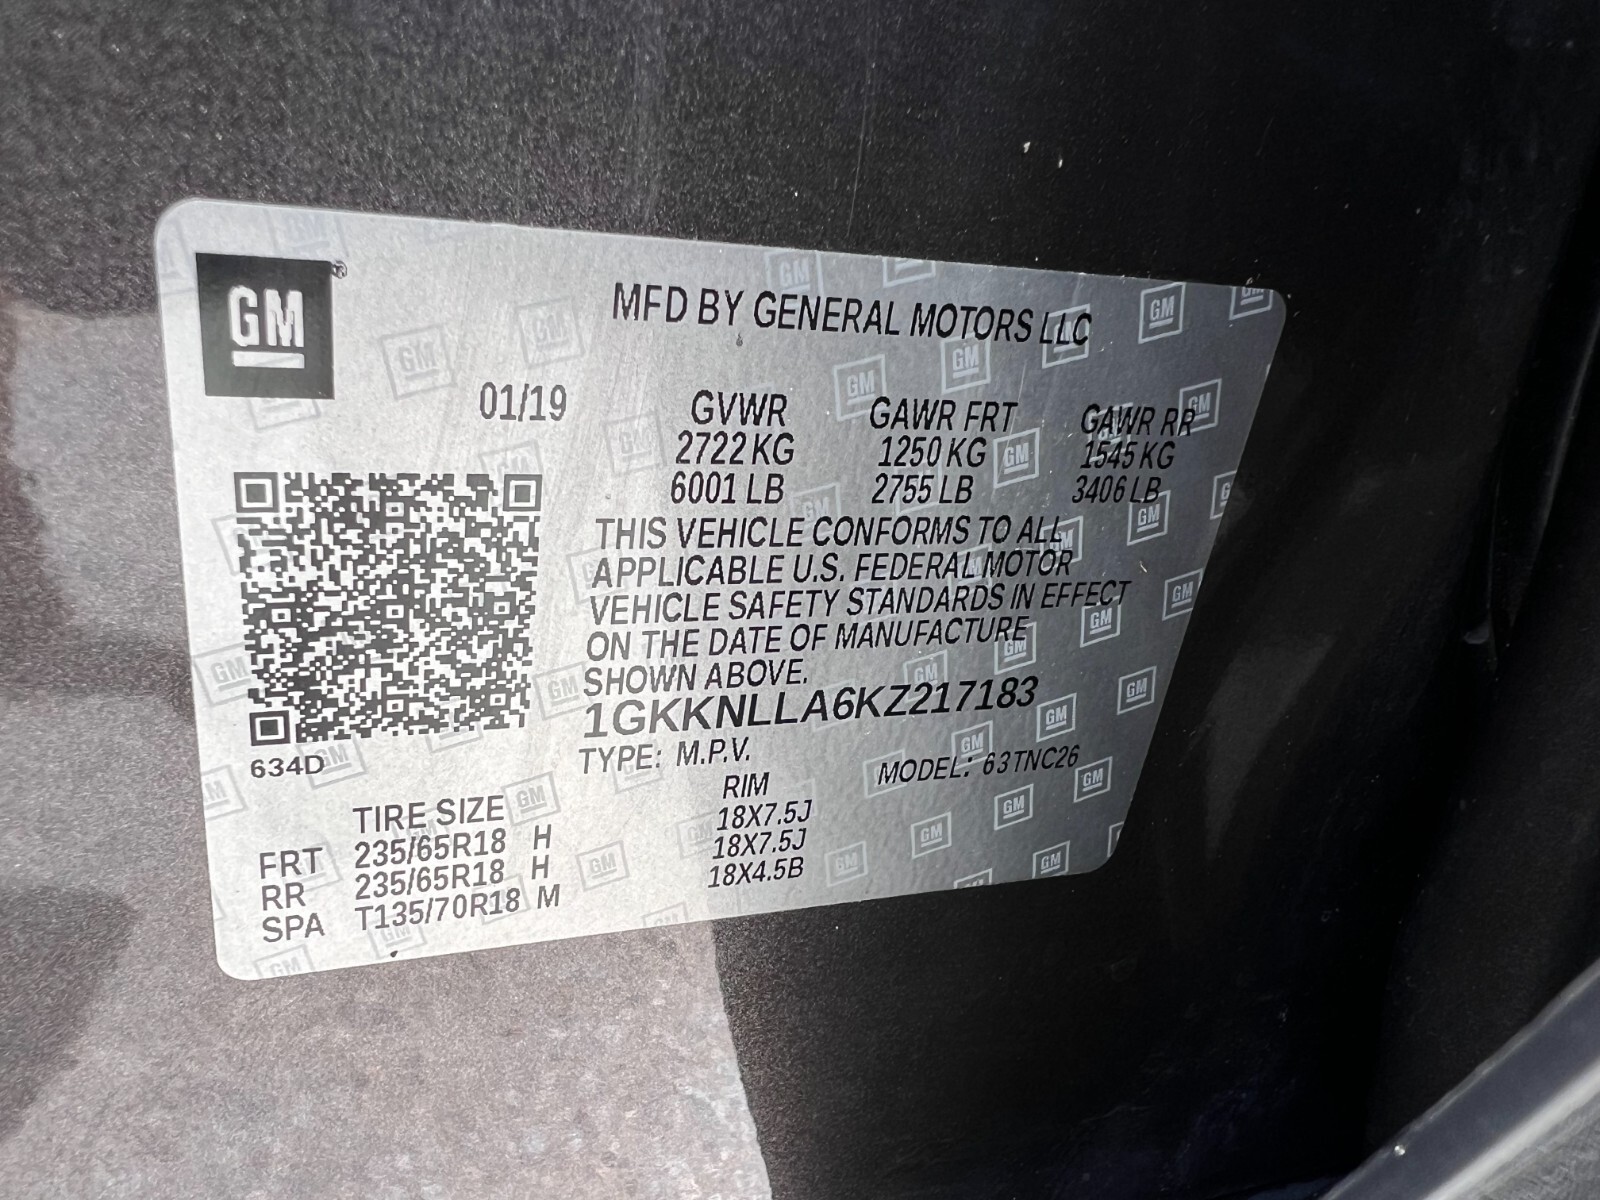 GM
MFD BY GENERAL MOTORS LLC
01/19 GVWR GAWR FRT GAWR RR
2722 KG 1250 KG 1545 KG
6001 LB 2755 LB 3406 LB
THIS VEHICLE CONFORMS TO ALL
APPLICABLE U.S. FEDERAL MOTOR
VEHICLE SAFETY STANDARDS IN EFFECT
ON THE DATE OF MANUFACTURE
SHOWN ABOVE.
1GKKNLLA6KZ217183
634D
TYPE: M.P.V. MODEL: 63TNC26
TIRE SIZE RIM
FRT 235/65R18 H 18X7.5J
RR 235/65R18 H 18X7.5J
SPA T135/70R18 M 18X4.5B